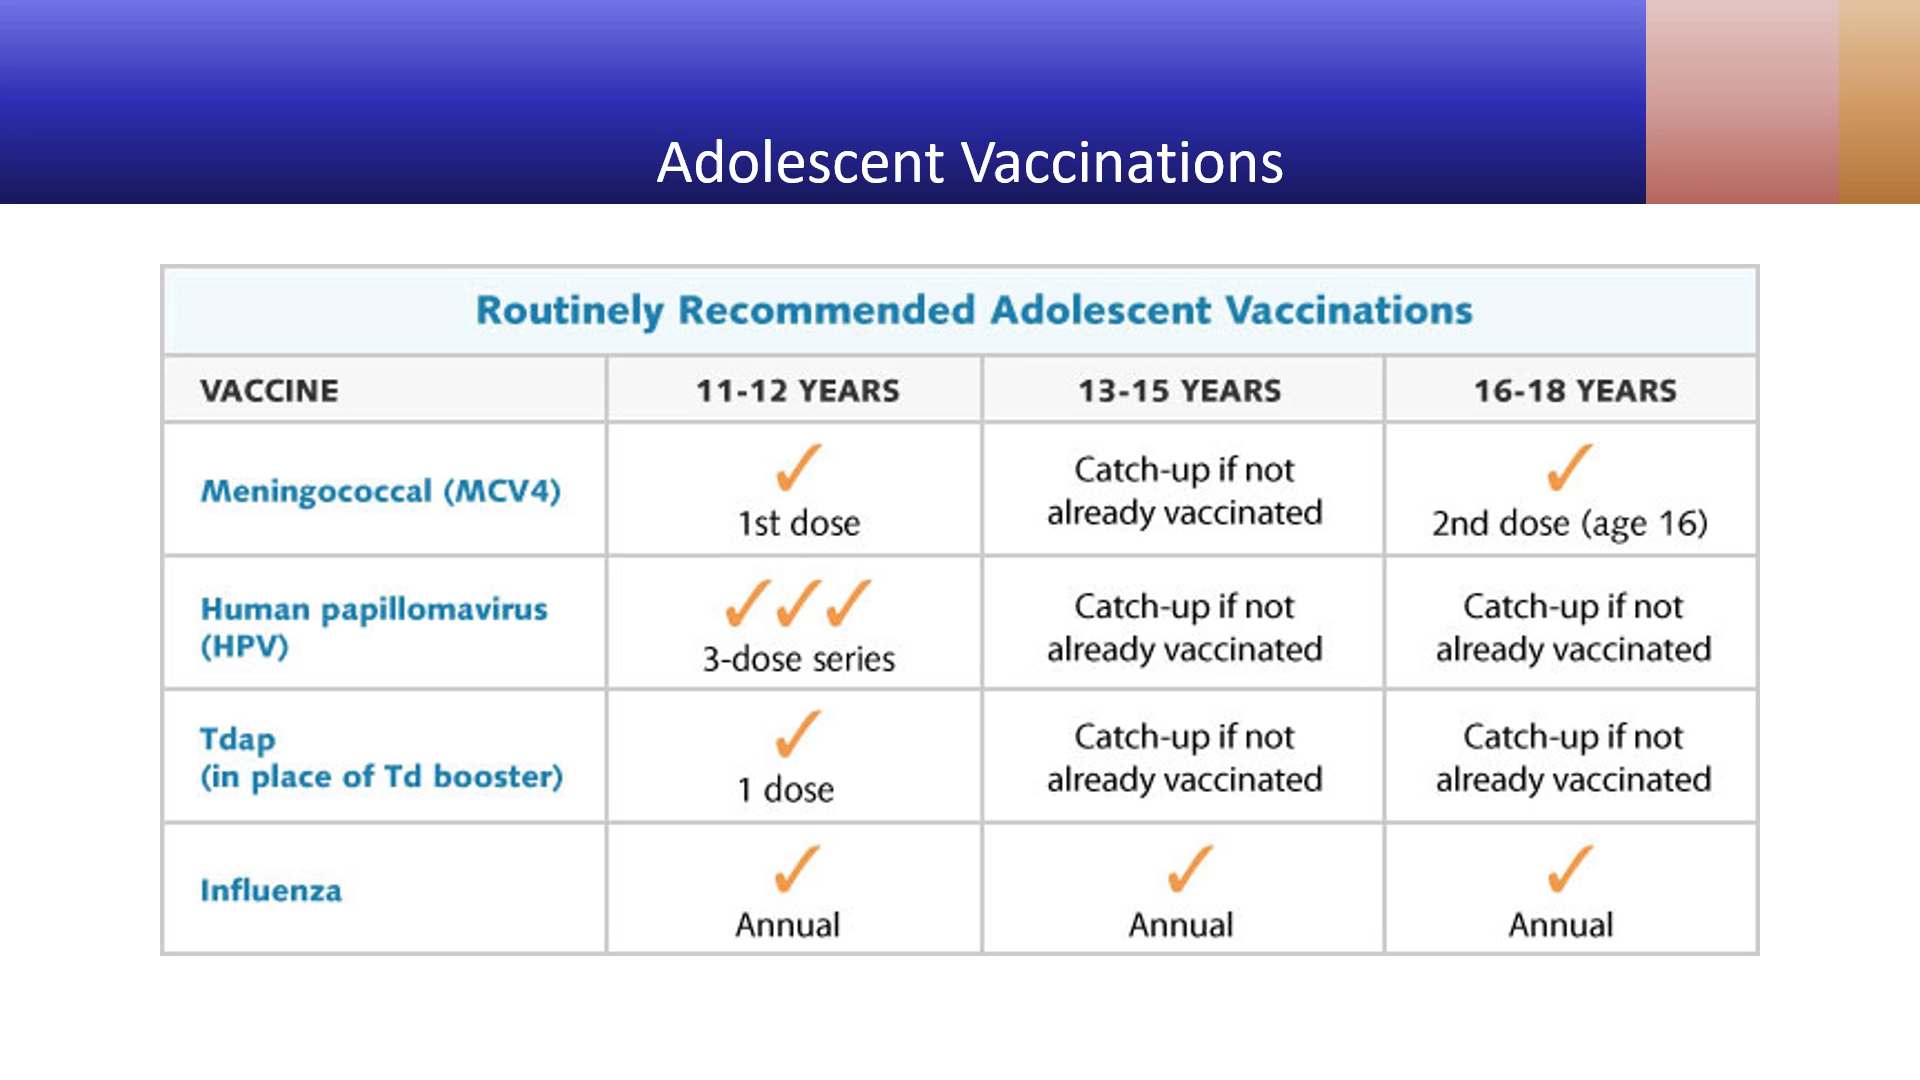 Adolescent Vaccinations
Routinely Recommended Adolescent Vaccinations
VACCINE
11-12 YEARS
13-15 YEARS
16-18 YEARS
Meningococcal (MCV4)
1st dose
Catch-up if not
already vaccinated
2nd dose (age 16)
Human papillomavirus
(HPV)
3-dose series
Catch-up if not
already vaccinated
Catch-up if not
already vaccinated
Tdap
(in place of Td booster)
1 dose
Catch-up if not
already vaccinated
Catch-up if not
already vaccinated
Influenza
Annual
Annual
Annual